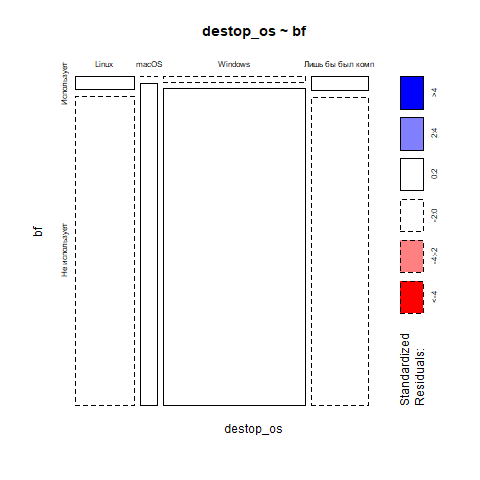 destop_os ~ bf
Linux
macOS
Windows
Лишь бы был комп
Использует
Не использует
bf
destop_os
>4
2:4
0:2
-2:0
-4:-2
<-4
Standardized
Residuals: